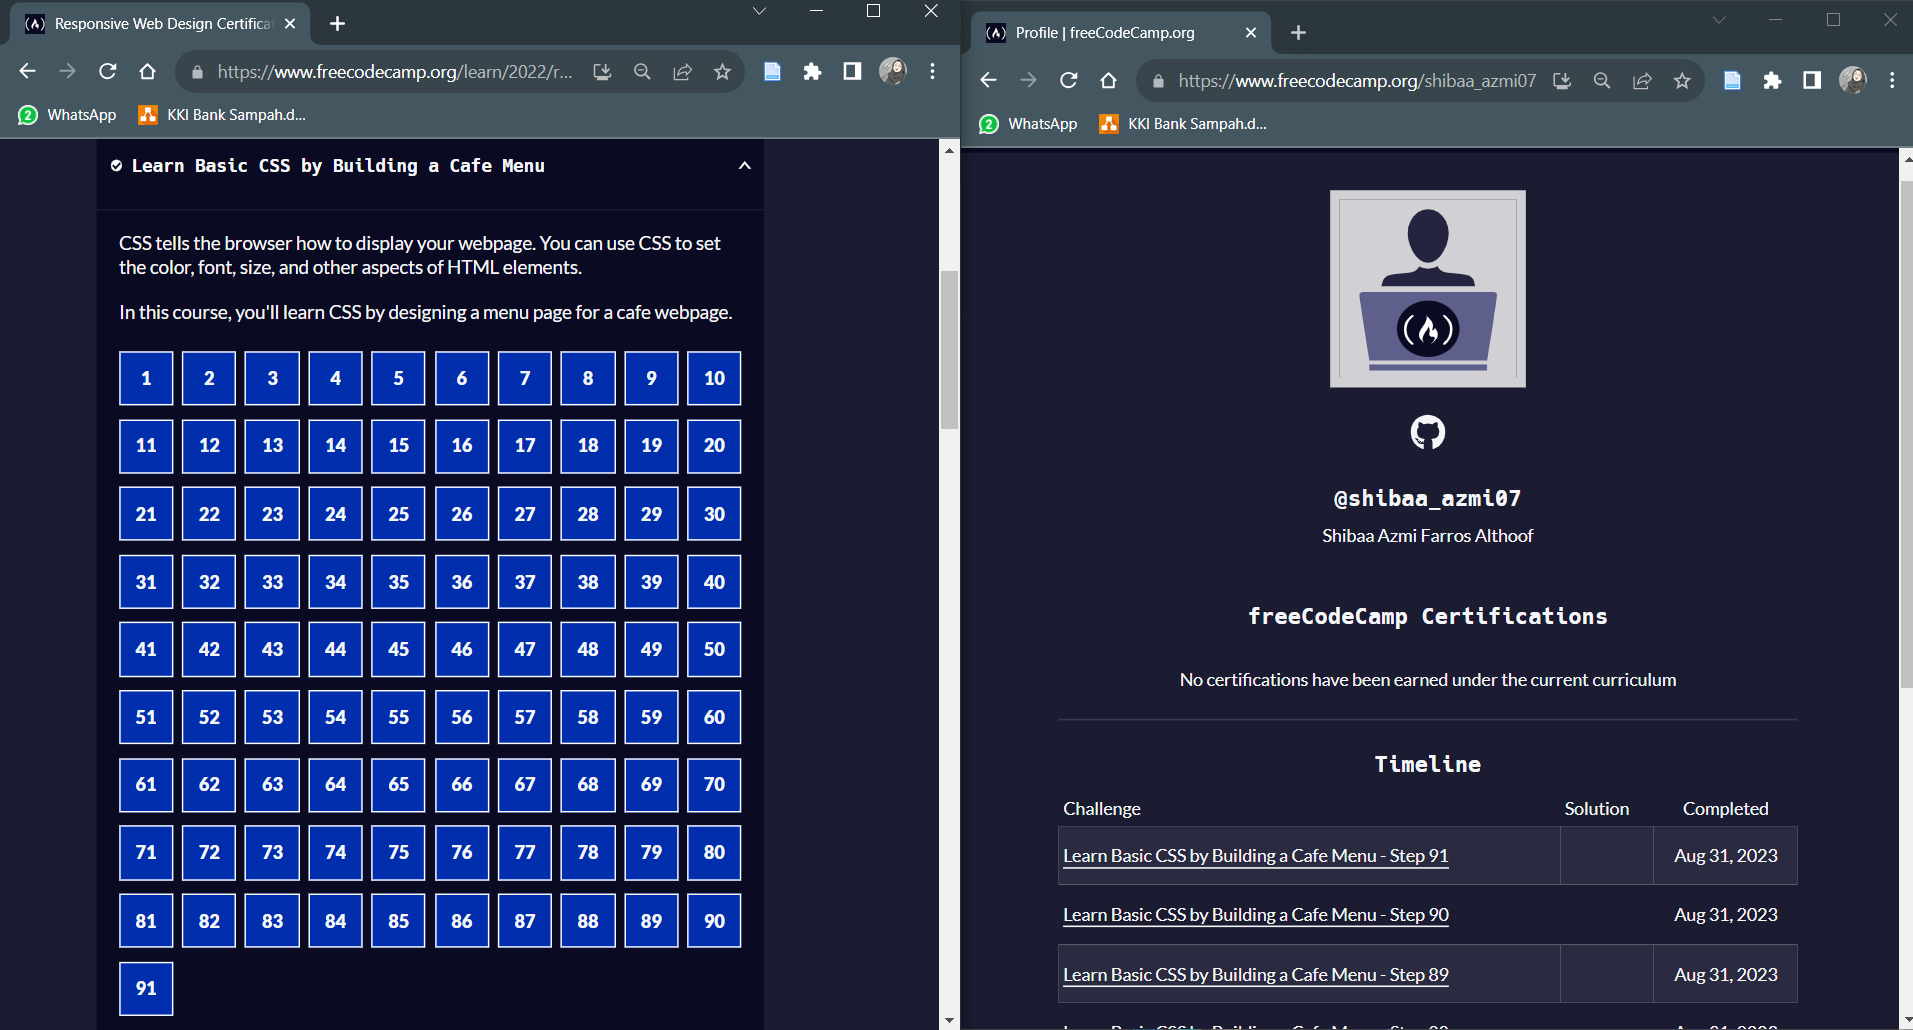 Responsive Web Design Certifica
https://www.freecodecamp.org/learn/2022/r...
2 WhatsApp KKI Bank Sampah.d...
Learn Basic CSS by Building a Cafe Menu
CSS tells the browser how to display your webpage. You can use CSS to set
the color, font, size, and other aspects of HTML elements.
In this course, you'll learn CSS by designing a menu page for a cafe webpage.
1 2 3 4 5 6 7 8 9 10
11 12 13 14 15 16 17 18 19 20
21 22 23 24 25 26 27 28 29 30
31 32 33 34 35 36 37 38 39 40
41 42 43 44 45 46 47 48 49 50
51 52 53 54 55 56 57 58 59 60
61 62 63 64 65 66 67 68 69 70
71 72 73 74 75 76 77 78 79 80
81 82 83 84 85 86 87 88 89 90
91
Profile | freeCodeCamp.org
https://www.freecodecamp.org/shibaa_azmi07
2 WhatsApp KKI Bank Sampah.d...
@shibaa_azmi07
Shibaa Azmi Farros Althoof
freeCodeCamp Certifications
No certifications have been earned under the current curriculum
Timeline
Challenge Solution Completed
Learn Basic CSS by Building a Cafe Menu - Step 91 Aug 31, 2023
Learn Basic CSS by Building a Cafe Menu - Step 90 Aug 31, 2023
Learn Basic CSS by Building a Cafe Menu - Step 89 Aug 31, 2023